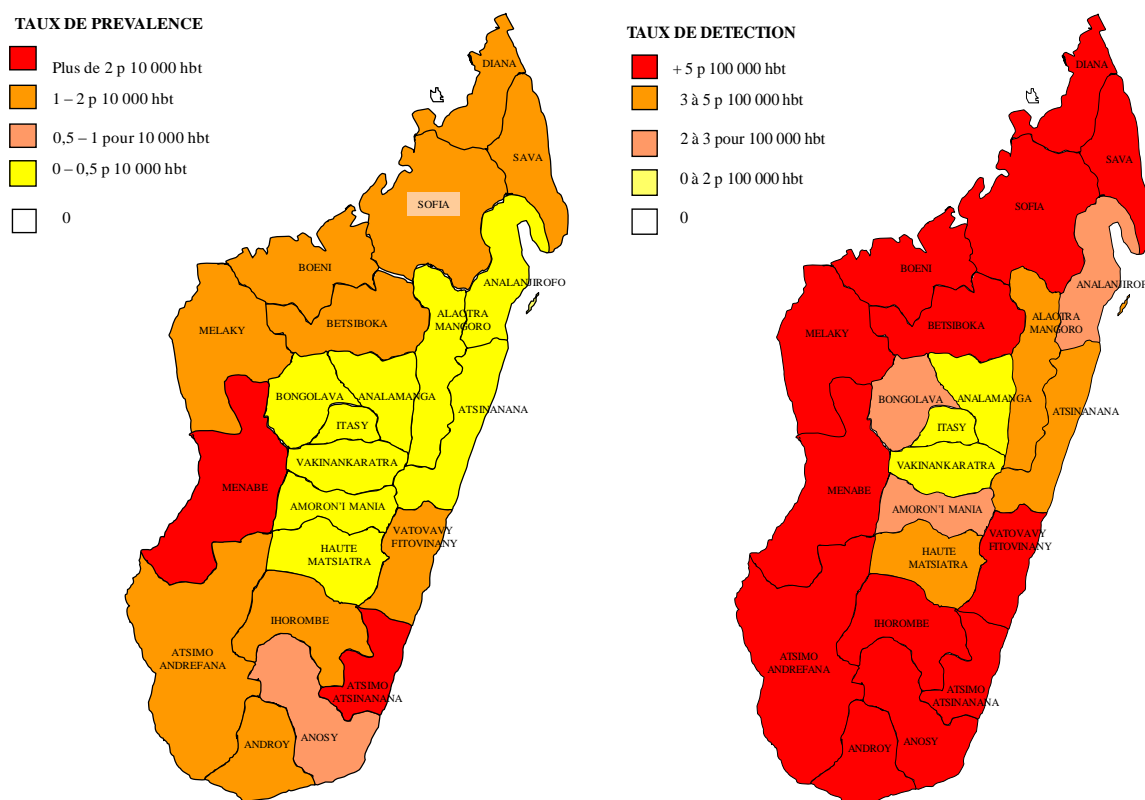 TAUX DE PREVALENCE
Plus de 2 p 10 000 hbt
1 – 2 p 10 000 hbt
0,5 – 1 pour 10 000 hbt
0 – 0,5 p 10 000 hbt
0
DIANA
SAVA
SOFIA
BOENI
ANALANJIROFO
BETSIBOKA
ALAOTRA
MANGORO
MELAKY
BONGOLAVA
ANALAMANGA
ATSINANANA
ITASY
VAKINANKARATRA
MENABE
AMORON'I MANIA
VATOVAVY
FITOVINANY
HAUTE
MATSIATRA
IHOROMBE
ATSIMO
ANDREFANA
ATSIMO
ATSINANANA
ANOSY
ANDROY
TAUX DE DETECTION
+ 5 p 100 000 hbt
3 à 5 p 100 000 hbt
2 à 3 pour 100 000 hbt
0 à 2 p 100 000 hbt
0
DIANA
SAVA
SOFIA
BOENI
ANALANJIROF
BETSIBOKA
ALAOTRA
MANGORO
MELAKY
BONGOLAVA
ANALAMANGA
ATSINANANA
ITASY
VAKINANKARATRA
MENABE
AMORON'I MANIA
VATOVAVY
FITOVINANY
HAUTE
MATSIATRA
IHOROMBE
ATSIMO
ANDREFANA
ATSIMO
ATSINANANA
ANOSY
ANDROY